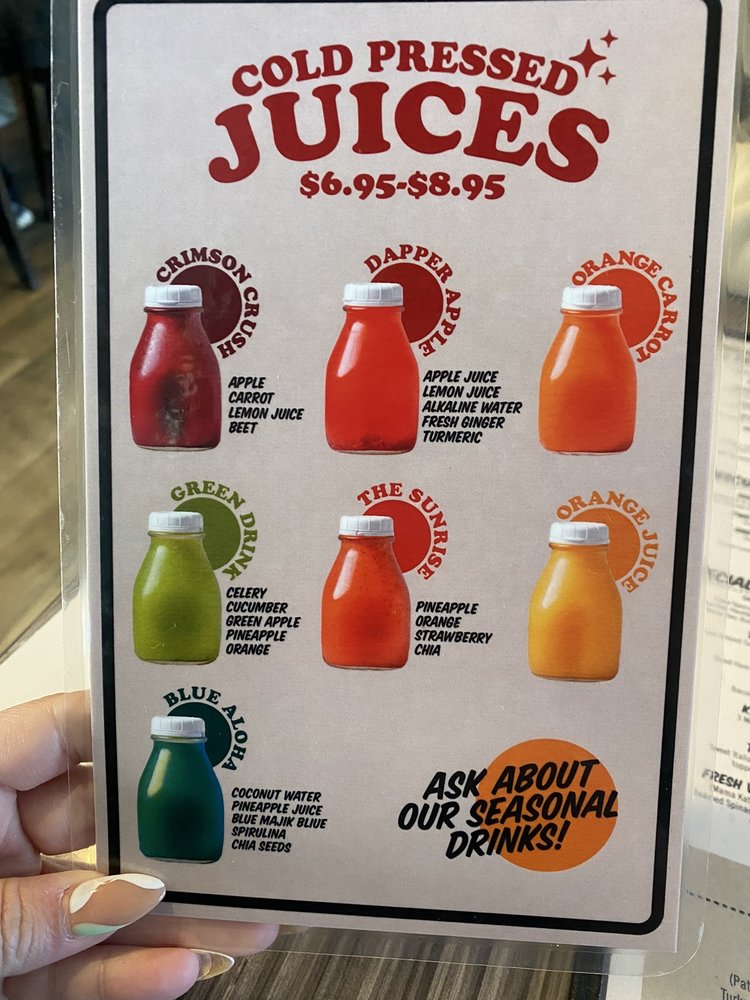 COLD PRESSED
JUICES
$6.95-$8.95
CRIMSON CRUSH
APPLE
CARROT
LEMON JUICE
BEET
DAPPER APPLE
APPLE JUICE
LEMON JUICE
ALKALINE WATER
FRESH GINGER
TURMERIC
ORANGE CARROT
GREEN DRINK
CELERY
CUCUMBER
GREEN APPLE
PINEAPPLE
ORANGE
THE SUNRISE
PINEAPPLE
ORANGE
STRAWBERRY
CHIA
ORANGE JUICE
BLUE ALOHA
COCONUT WATER
PINEAPPLE JUICE
BLUE MAJIK BLIUE
SPIRULINA
CHIA SEEDS
ASK ABOUT
OUR SEASONAL
DRINKS!
FRESH